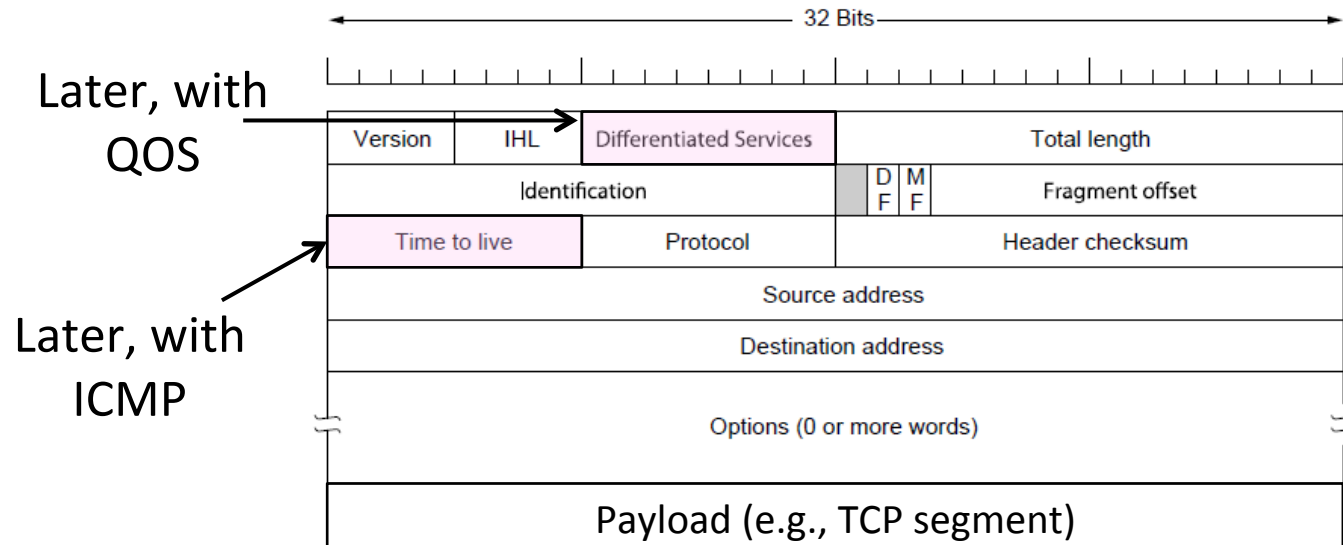 32 Bits
Later, with
QOS
Version IHL Differentiated Services Total length
Identification D M Fragment offset
F F
Time to live Protocol Header checksum
Source address
Later, with
ICMP
Destination address
Options (0 or more words)
Payload (e.g., TCP segment)